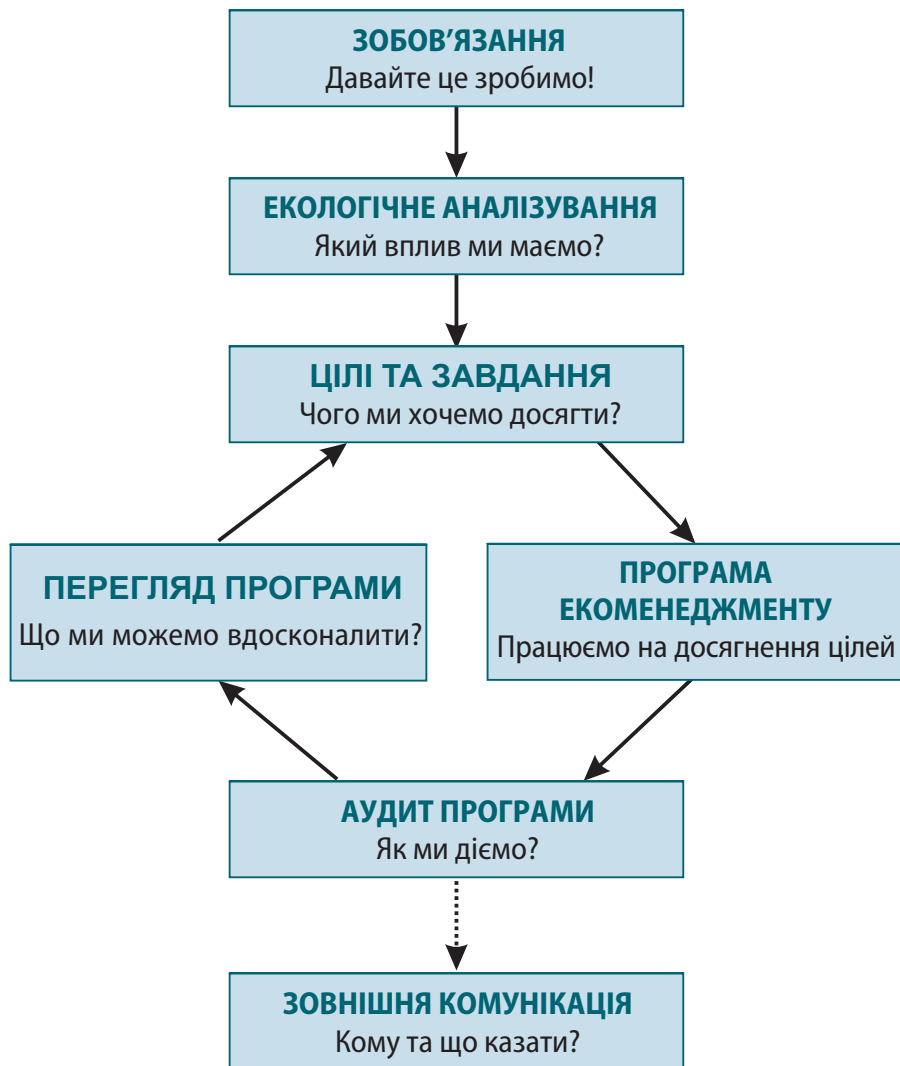 ЗОБОВ'ЯЗАННЯ
Давайте це зробимо!
ЕКОЛОГІЧНЕ АНАЛІЗУВАННЯ
Який вплив ми маємо?
ЦІЛІ ТА ЗАВДАННЯ
Чого ми хочемо досягти?
ПЕРЕГЛЯД ПРОГРАМИ
Що ми можемо вдосконалити?
ПРОГРАМА
ЕКОМЕНЕДЖМЕНТУ
Працюємо на досягнення цілей
АУДИТ ПРОГРАМИ
Як ми діємо?
ЗОВНІШНЯ КОМУНІКАЦІЯ
Кому та що казати?